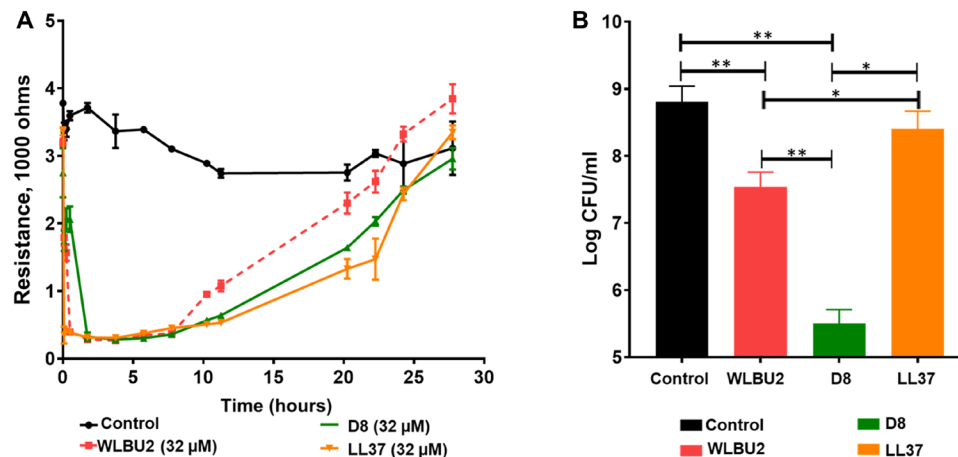 A
Resistance, 1000 ohms
5
4
3
2
1
0
0 5 10 15 20 25 30
Time (hours)
Control
WLBU2 (32 µM)
D8 (32 µM)
LL37 (32 µM)
B
Log CFU/ml
10
9
8
7
6
5
**
** *
*
**
Control WLBU2 D8 LL37
Control
WLBU2
D8
LL37